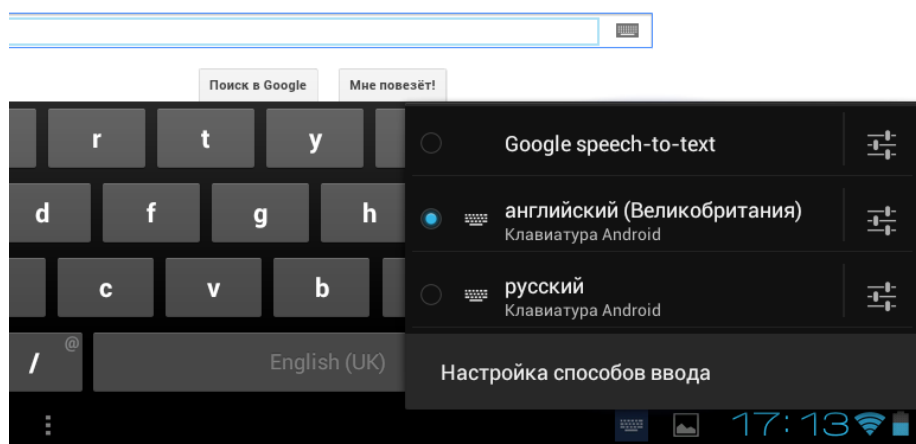 Поиск в Google
Мне повезёт!
r t y
Google speech-to-text
d f g h
английский (Великобритания)
Клавиатура Android
c v b
русский
Клавиатура Android
/ @
English (UK)
Настройка способов ввода
17:13